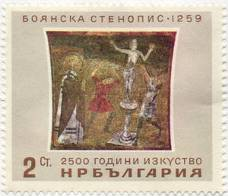 БОЯНСКА СТЕНОПИС · 1259
2 СТ. 2500 ГОДИНИ ИЗКУСТВО
НРБЪЛГАРИЯ